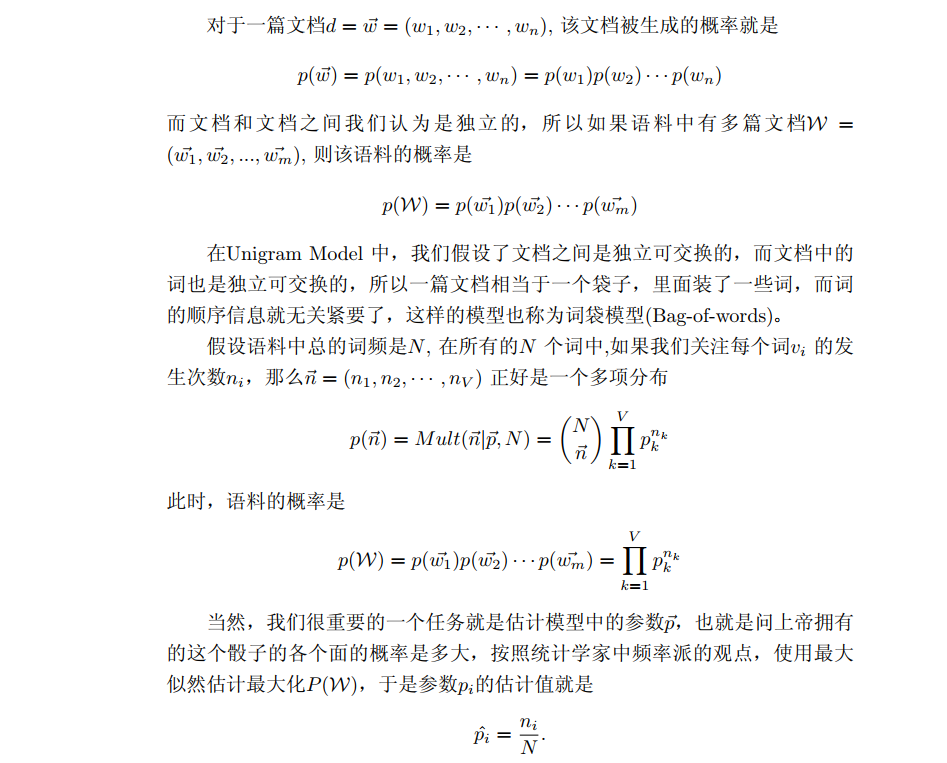 对于一篇文档$d = \vec{w} = (w_1, w_2, \cdots, w_n)$, 该文档被生成的概率就是
$p(\vec{w}) = p(w_1, w_2, \cdots, w_n) = p(w_1)p(w_2) \cdots p(w_n)$
而文档和文档之间我们认为是独立的，所以如果语料中有多篇文档$\mathcal{W} =$
$(\vec{w_1}, \vec{w_2}, ..., \vec{w_m})$, 则该语料的概率是
$p(\mathcal{W}) = p(\vec{w_1})p(\vec{w_2}) \cdots p(\vec{w_m})$
在Unigram Model 中，我们假设了文档之间是独立可交换的，而文档中的
词也是独立可交换的，所以一篇文档相当于一个袋子，里面装了一些词，而词
的顺序信息就无关紧要了，这样的模型也称为词袋模型(Bag-of-words)。
假设语料中总的词频是$N$, 在所有的$N$ 个词中,如果我们关注每个词$v_i$ 的发
生次数$n_i$，那么$\vec{n} = (n_1, n_2, \cdots, n_V)$ 正好是一个多项分布
$p(\vec{n}) = Mult(\vec{n}|\vec{p}, N) = \binom{N}{\vec{n}} \prod_{k=1}^{V} p_k^{n_k}$
此时，语料的概率是
$p(\mathcal{W}) = p(\vec{w_1})p(\vec{w_2}) \cdots p(\vec{w_m}) = \prod_{k=1}^{V} p_k^{n_k}$
当然，我们很重要的一个任务就是估计模型中的参数$\vec{p}$，也就是问上帝拥有
的这个骰子的各个面的概率是多大，按照统计学家中频率派的观点，使用最大
似然估计最大化$P(\mathcal{W})$，于是参数$p_i$的估计值就是
$\hat{p_i} = \frac{n_i}{N}.$